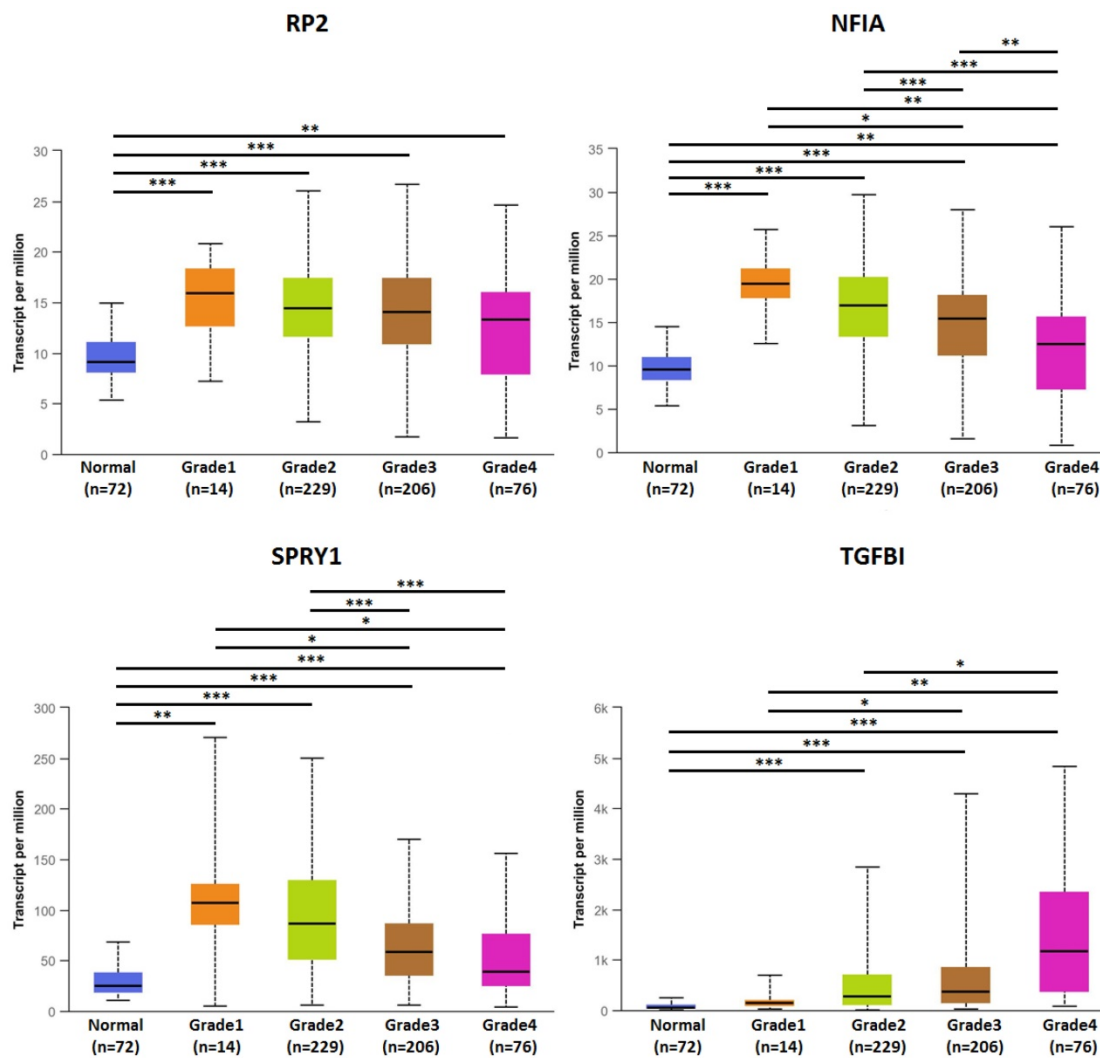 RP2
**
***
***
***
Transcript per million
30
25
20
15
10
5
0
Normal Grade1 Grade2 Grade3 Grade4
(n=72) (n=14) (n=229) (n=206) (n=76)
NFIA
**
***
***
**
*
**
***
***
***
Transcript per million
35
30
25
20
15
10
5
0
Normal Grade1 Grade2 Grade3 Grade4
(n=72) (n=14) (n=229) (n=206) (n=76)
SPRY1
***
***
*
*
***
***
***
**
Transcript per million
300
250
200
150
100
50
0
Normal Grade1 Grade2 Grade3 Grade4
(n=72) (n=14) (n=229) (n=206) (n=76)
TGFBI
*
**
*
***
***
***
Transcript per million
6k
5k
4k
3k
2k
1k
0
Normal Grade1 Grade2 Grade3 Grade4
(n=72) (n=14) (n=229) (n=206) (n=76)